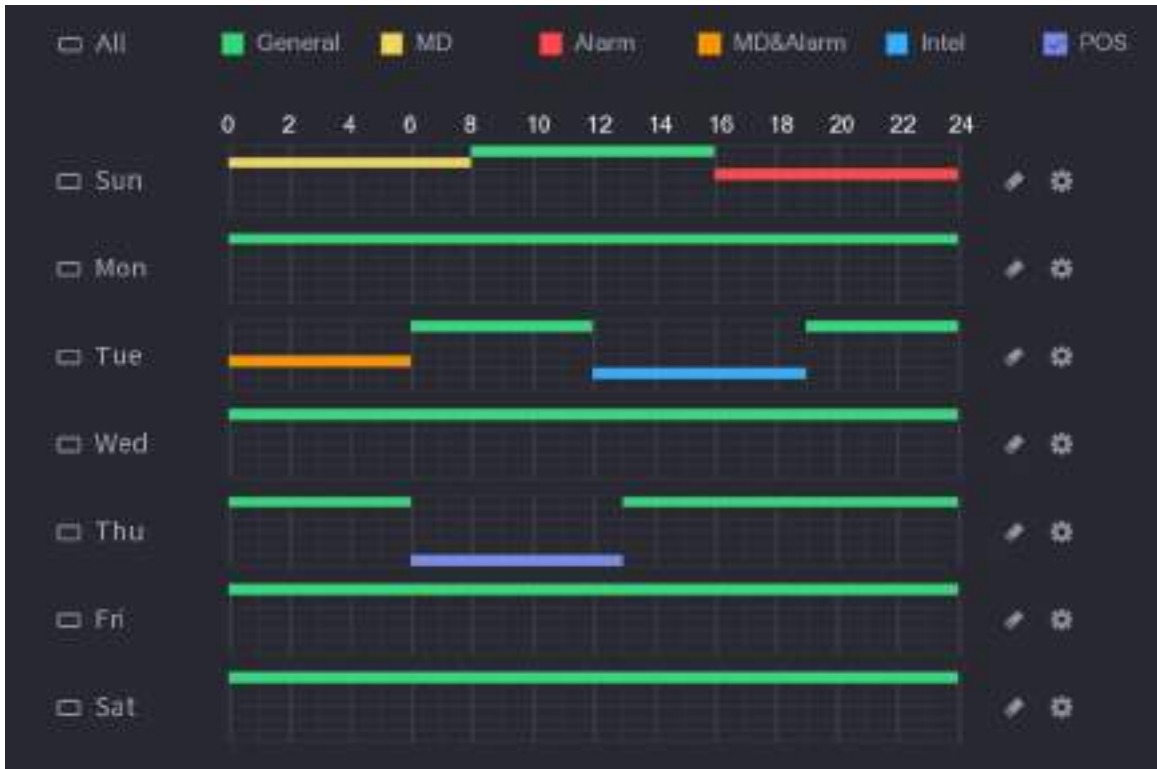 All General MD Alarm MD&Alarm Intel POS
0 2 4 6 8 10 12 14 16 18 20 22 24
Sun
Mon
Tue
Wed
Thu
Fri
Sat